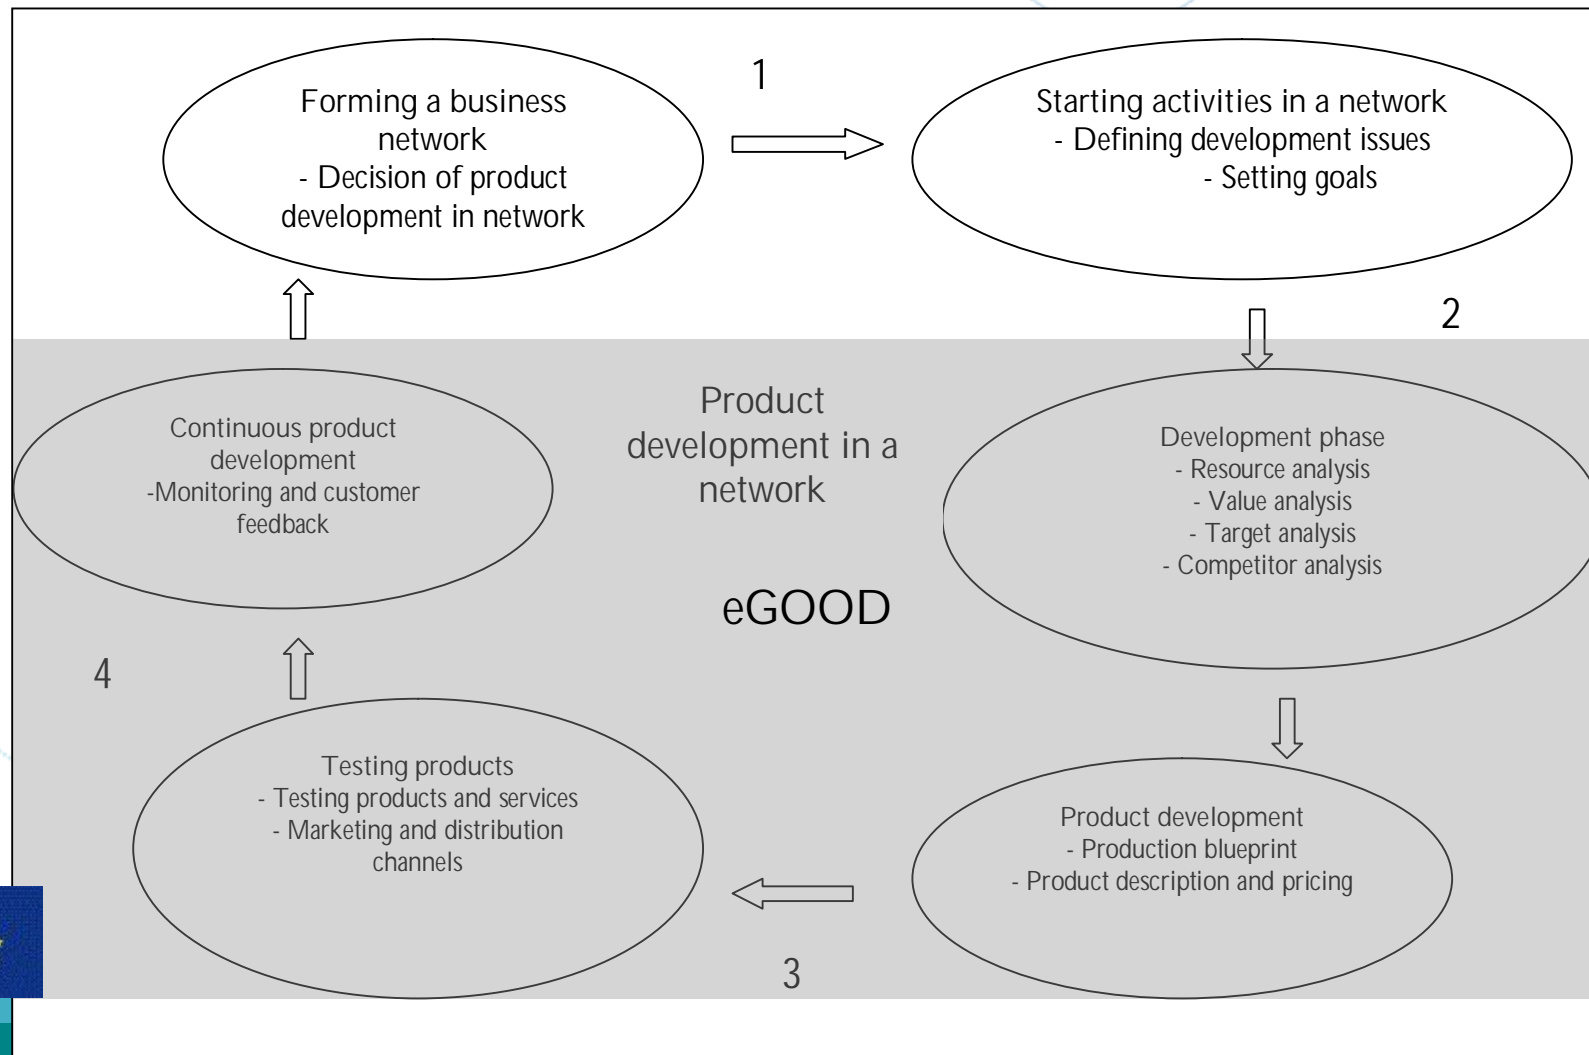 Forming a business
network
- Decision of product
development in network
1
Starting activities in a network
- Defining development issues
- Setting goals
2
Continuous product
development
-Monitoring and customer
feedback
Product
development in a
network
eGOOD
Development phase
- Resource analysis
- Value analysis
- Target analysis
- Competitor analysis
4
Testing products
- Testing products and services
- Marketing and distribution
channels
Product development
- Production blueprint
- Product description and pricing
3